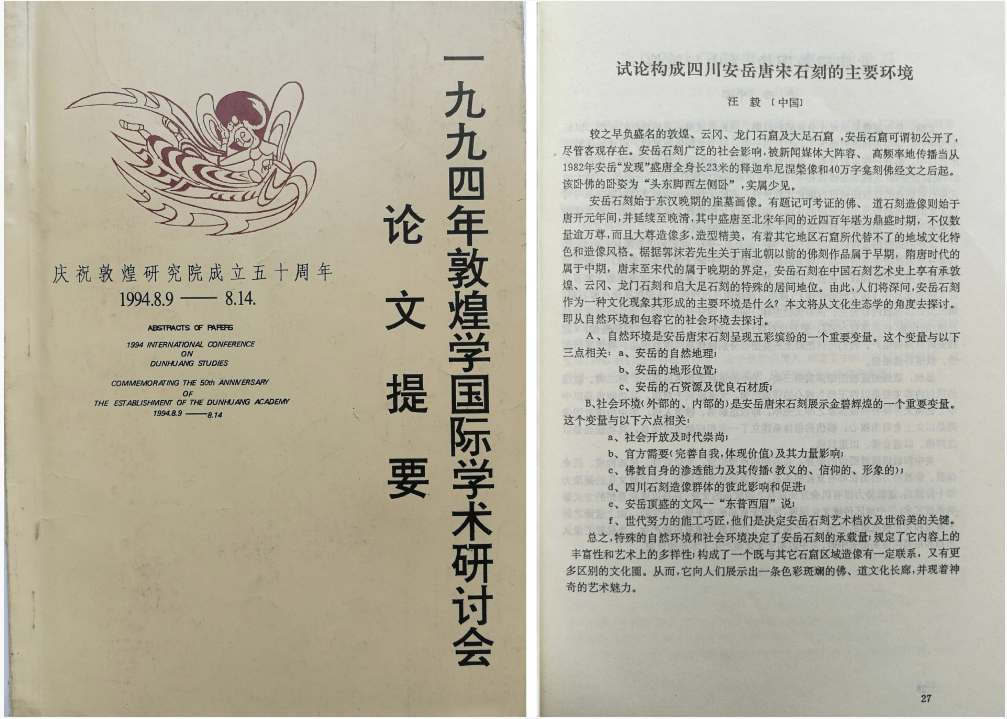 一九九四年敦煌学国际学术研讨会
论文提要
庆祝敦煌研究院成立五十周年
1994.8.9 —— 8.14.
ABSTRACTS OF PAPERS
1994 INTERNATIONAL CONFERENCE
ON
DUNHUANG STUDIES
COMMEMORATING THE 50th ANNIVERSARY
OF
THE ESTABLISHMENT OF THE DUNHUANG ACADEMY
1994.8.9 ——8.14
试论构成四川安岳唐宋石刻的主要环境
汪 毅 〔中国〕
较之早负盛名的敦煌、云冈、龙门石窟及大足石窟,安岳石窟可谓初公开了,
尽管客观存在。安岳石刻广泛的社会影响,被新闻媒体大阵容、高频率地传播当从
1982年安岳“发现”盛唐全身长23米的释迦牟尼涅槃像和40万字龛刻佛经文之后起。
该卧佛的卧姿为“头东脚西左侧卧”,实属少见。
安岳石刻始于东汉晚期的崖墓画像。有题记可考证的佛、道石刻造像则始于
唐开元年间,并延续至晚清,其中盛唐至北宋年间的近四百年堪为鼎盛时期,不仅数
量逾万尊,而且大尊造像多,造型精美,有着其它地区石窟所代替不了的地域文化特
色和造像风格。椐据郭沫若先生关于南北朝以前的佛刻作品属于早期,隋唐时代的
属于中期,唐末至宋代的属于晚期的界定,安岳石刻在中国石刻艺术史上享有承敦
煌、云冈、龙门石刻和启大足石刻的特殊的居间地位。由此,人们将深问,安岳石刻
作为一种文化现象其形成的主要环境是什么?本文将从文化生态学的角度去探讨。
即从自然环境和包容它的社会环境去探讨。
A、自然环境是安岳唐宋石刻呈现五彩缤纷的一个重要变量。这个变量与以下
三点相关:a、安岳的自然地理;
b、安岳的地形位置;
c、安岳的石资源及优良石材质;
B、社会环境(外部的、内部的)是安岳唐宋石刻展示金碧辉煌的一个重要变量。
这个变量与以下六点相关:
a、社会开放及时代崇尚;
b、官方需要(完善自我,体现价值)及其力量影响;
c、佛教自身的渗透能力及其传播(教义的、信仰的、形象的);
d、四川石刻造像群体的彼此影响和促进;
e、安岳顶盛的文风--“东普西眉”说;
f、世代努力的能工巧匠,他们是决定安岳石刻艺术档次及世俗美的关键。
总之,特殊的自然环境和社会环境决定了安岳石刻的承载量;规定了它内容上的
丰富性和艺术上的多样性;构成了一个既与其它石窟区域造像有一定联系,又有更
多区别的文化圈。从而,它向人们展示出一条色彩斑斓的佛、道文化长廊,并现着神
奇的艺术魅力。
27